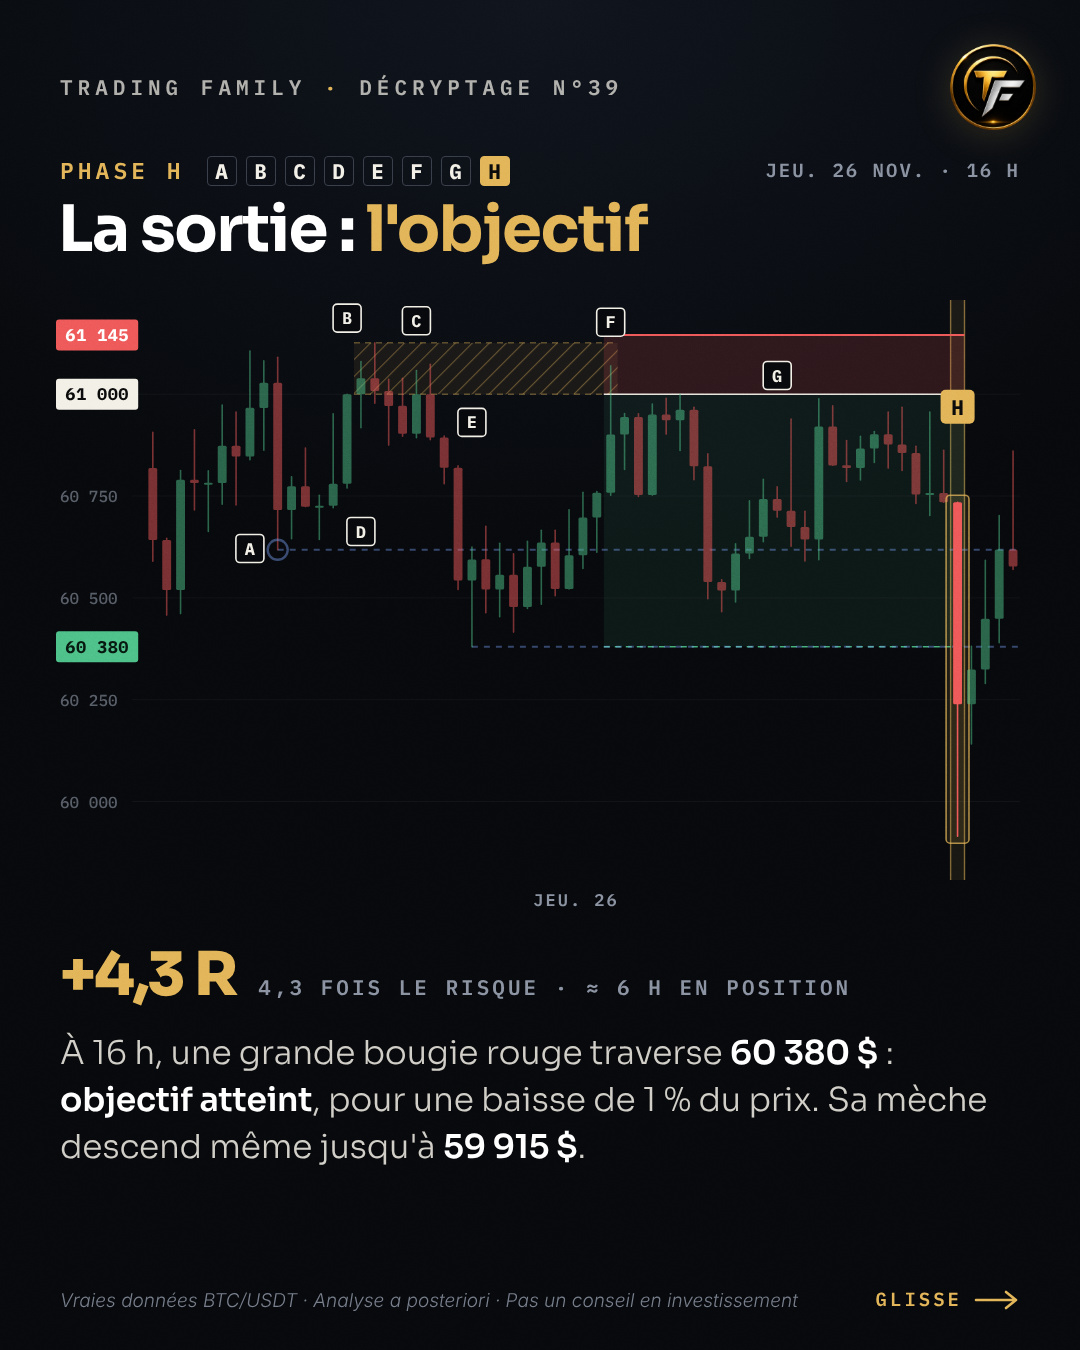 TRADING FAMILY · DÉCRYPTAGE N°39
TF
PHASE H A B C D E F G H
JEU. 26 NOV. · 16 H
La sortie : l'objectif
B
C
F
61 145
G
61 000
H
E
60 750
D
A
60 500
60 380
60 250
60 000
JEU. 26
+4,3 R 4,3 FOIS LE RISQUE · ≈ 6 H EN POSITION
À 16 h, une grande bougie rouge traverse 60 380 $ :
objectif atteint, pour une baisse de 1 % du prix. Sa mèche
descend même jusqu'à 59 915 $.
Vraies données BTC/USDT · Analyse a posteriori · Pas un conseil en investissement
GLISSE →